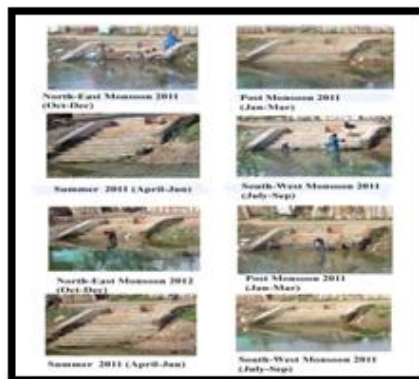 North-East Monsoon 2011
(Oct-Dec)
Post Monsoon 2011
(Jan-Mar)
Summer 2011 (April-Jun)
South-West Monsoon 2011
(July-Sep)
North-East Monsoon 2012
(Oct-Dec)
Post Monsoon 2011
(Jan-Mar)
Summer 2011 (April-Jun)
South-West Monsoon 2011
(July-Sep)